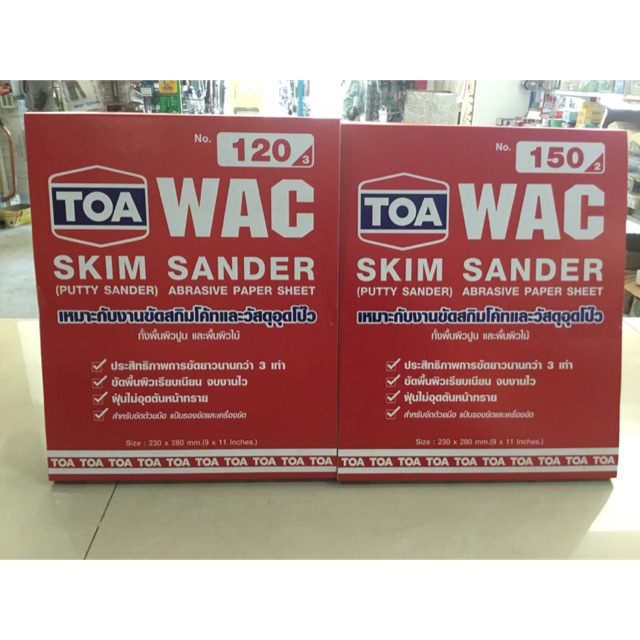 No. 120 3
TOA WAC
SKIM SANDER
(PUTTY SANDER) ABRASIVE PAPER SHEET
เหมาะกับงานขัดสกิมโค้ทและวัสดุอุดโป๊ว
ทั้งพื้นผิวปูน และพื้นผิวไม้
ประสิทธิภาพการขัดยาวนานกว่า 3 เท่า
ขัดพื้นผิวเรียบเนียน จบงานไว
ฝุ่นไม่อุดตันหน้าทราย
สำหรับขัดด้วยมือ แป้นรองขัดและเครื่องขัด
Size : 230 x 280 mm.(9 x 11 Inches.)
TOA TOA TOA TOA TOA TOA TOA TOA TOA
No. 150 2
TOA WAC
SKIM SANDER
(PUTTY SANDER) ABRASIVE PAPER SHEET
เหมาะกับงานขัดสกิมโค้ทและวัสดุอุดโป๊ว
ทั้งพื้นผิวปูน และพื้นผิวไม้
ประสิทธิภาพการขัดยาวนานกว่า 3 เท่า
ขัดพื้นผิวเรียบเนียน จบงานไว
ฝุ่นไม่อุดตันหน้าทราย
สำหรับขัดด้วยมือ แป้นรองขัดและเครื่องขัด
Size : 230 x 280 mm.(9 x 11 Inches.)
TOA TOA TOA TOA TOA TOA TOA TOA TOA